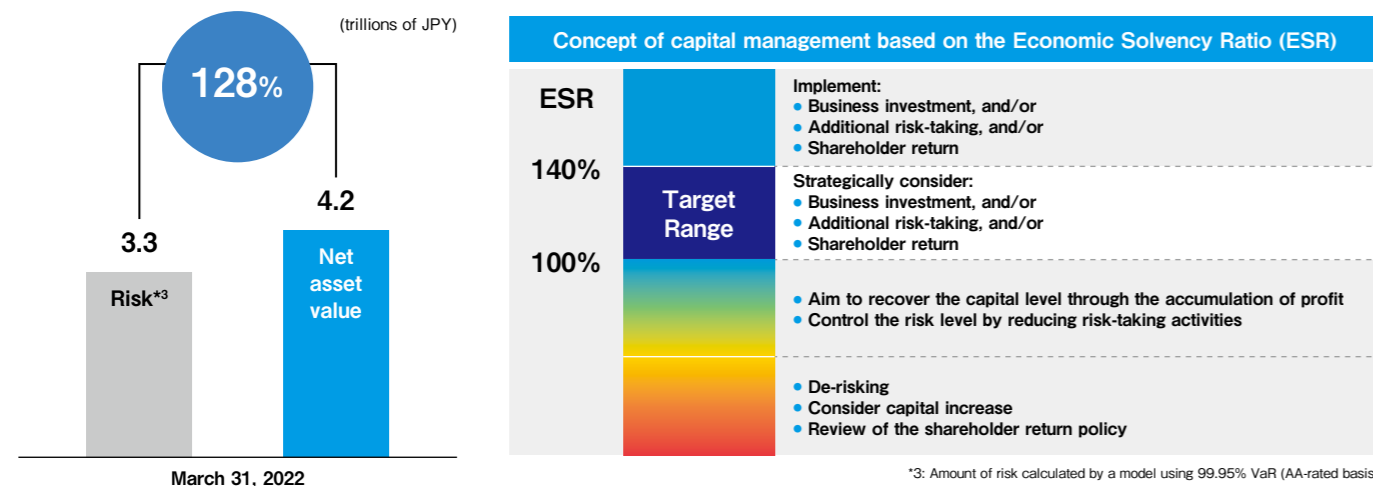 (trillions of JPY)
128%
3.3
4.2
Risk*3
Net
asset
value
March 31, 2022
Concept of capital management based on the Economic Solvency Ratio (ESR)
ESR
140%
100%
Target
Range
Implement:
● Business investment, and/or
● Additional risk-taking, and/or
● Shareholder return
Strategically consider:
● Business investment, and/or
● Additional risk-taking, and/or
● Shareholder return
● Aim to recover the capital level through the accumulation of profit
● Control the risk level by reducing risk-taking activities
● De-risking
● Consider capital increase
● Review of the shareholder return policy
*3: Amount of risk calculated by a model using 99.95% VaR (AA-rated basis